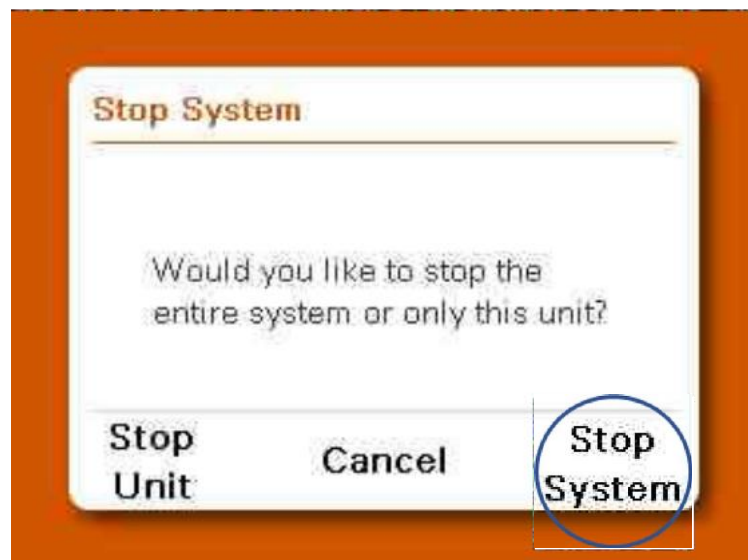 Stop System
Would you like to stop the
entire system or only this unit?
Stop
Unit
Cancel
Stop
System